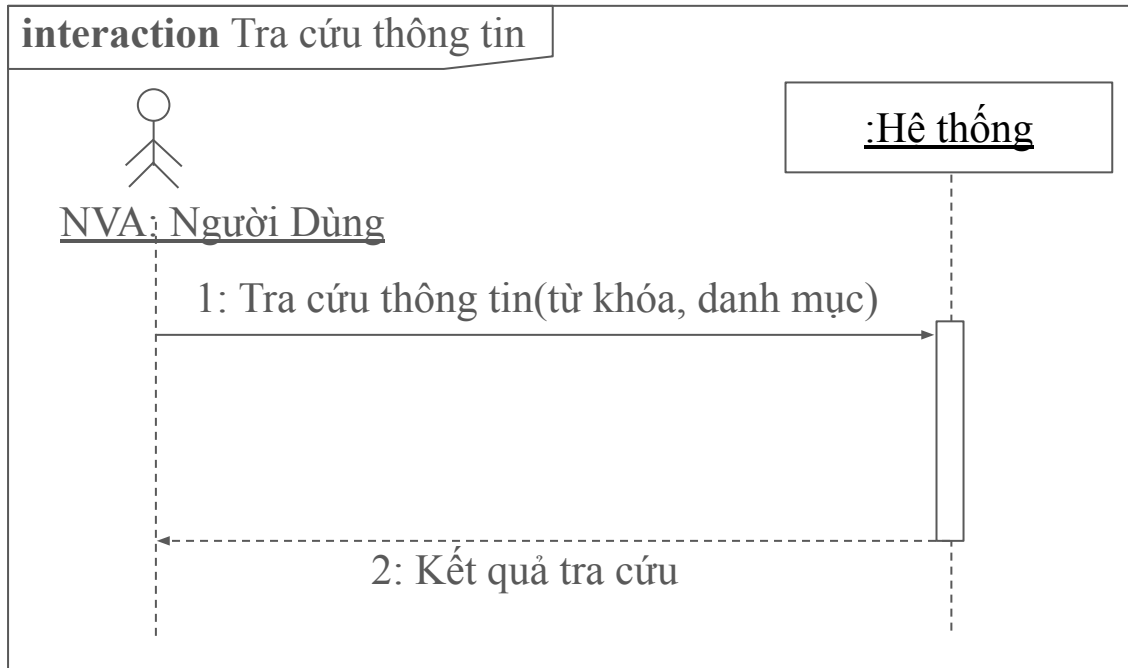 interaction Tra cứu thông tin
:Hê thống
NVA: Người Dùng
1: Tra cứu thông tin(từ khóa, danh mục)
2: Kết quả tra cứu